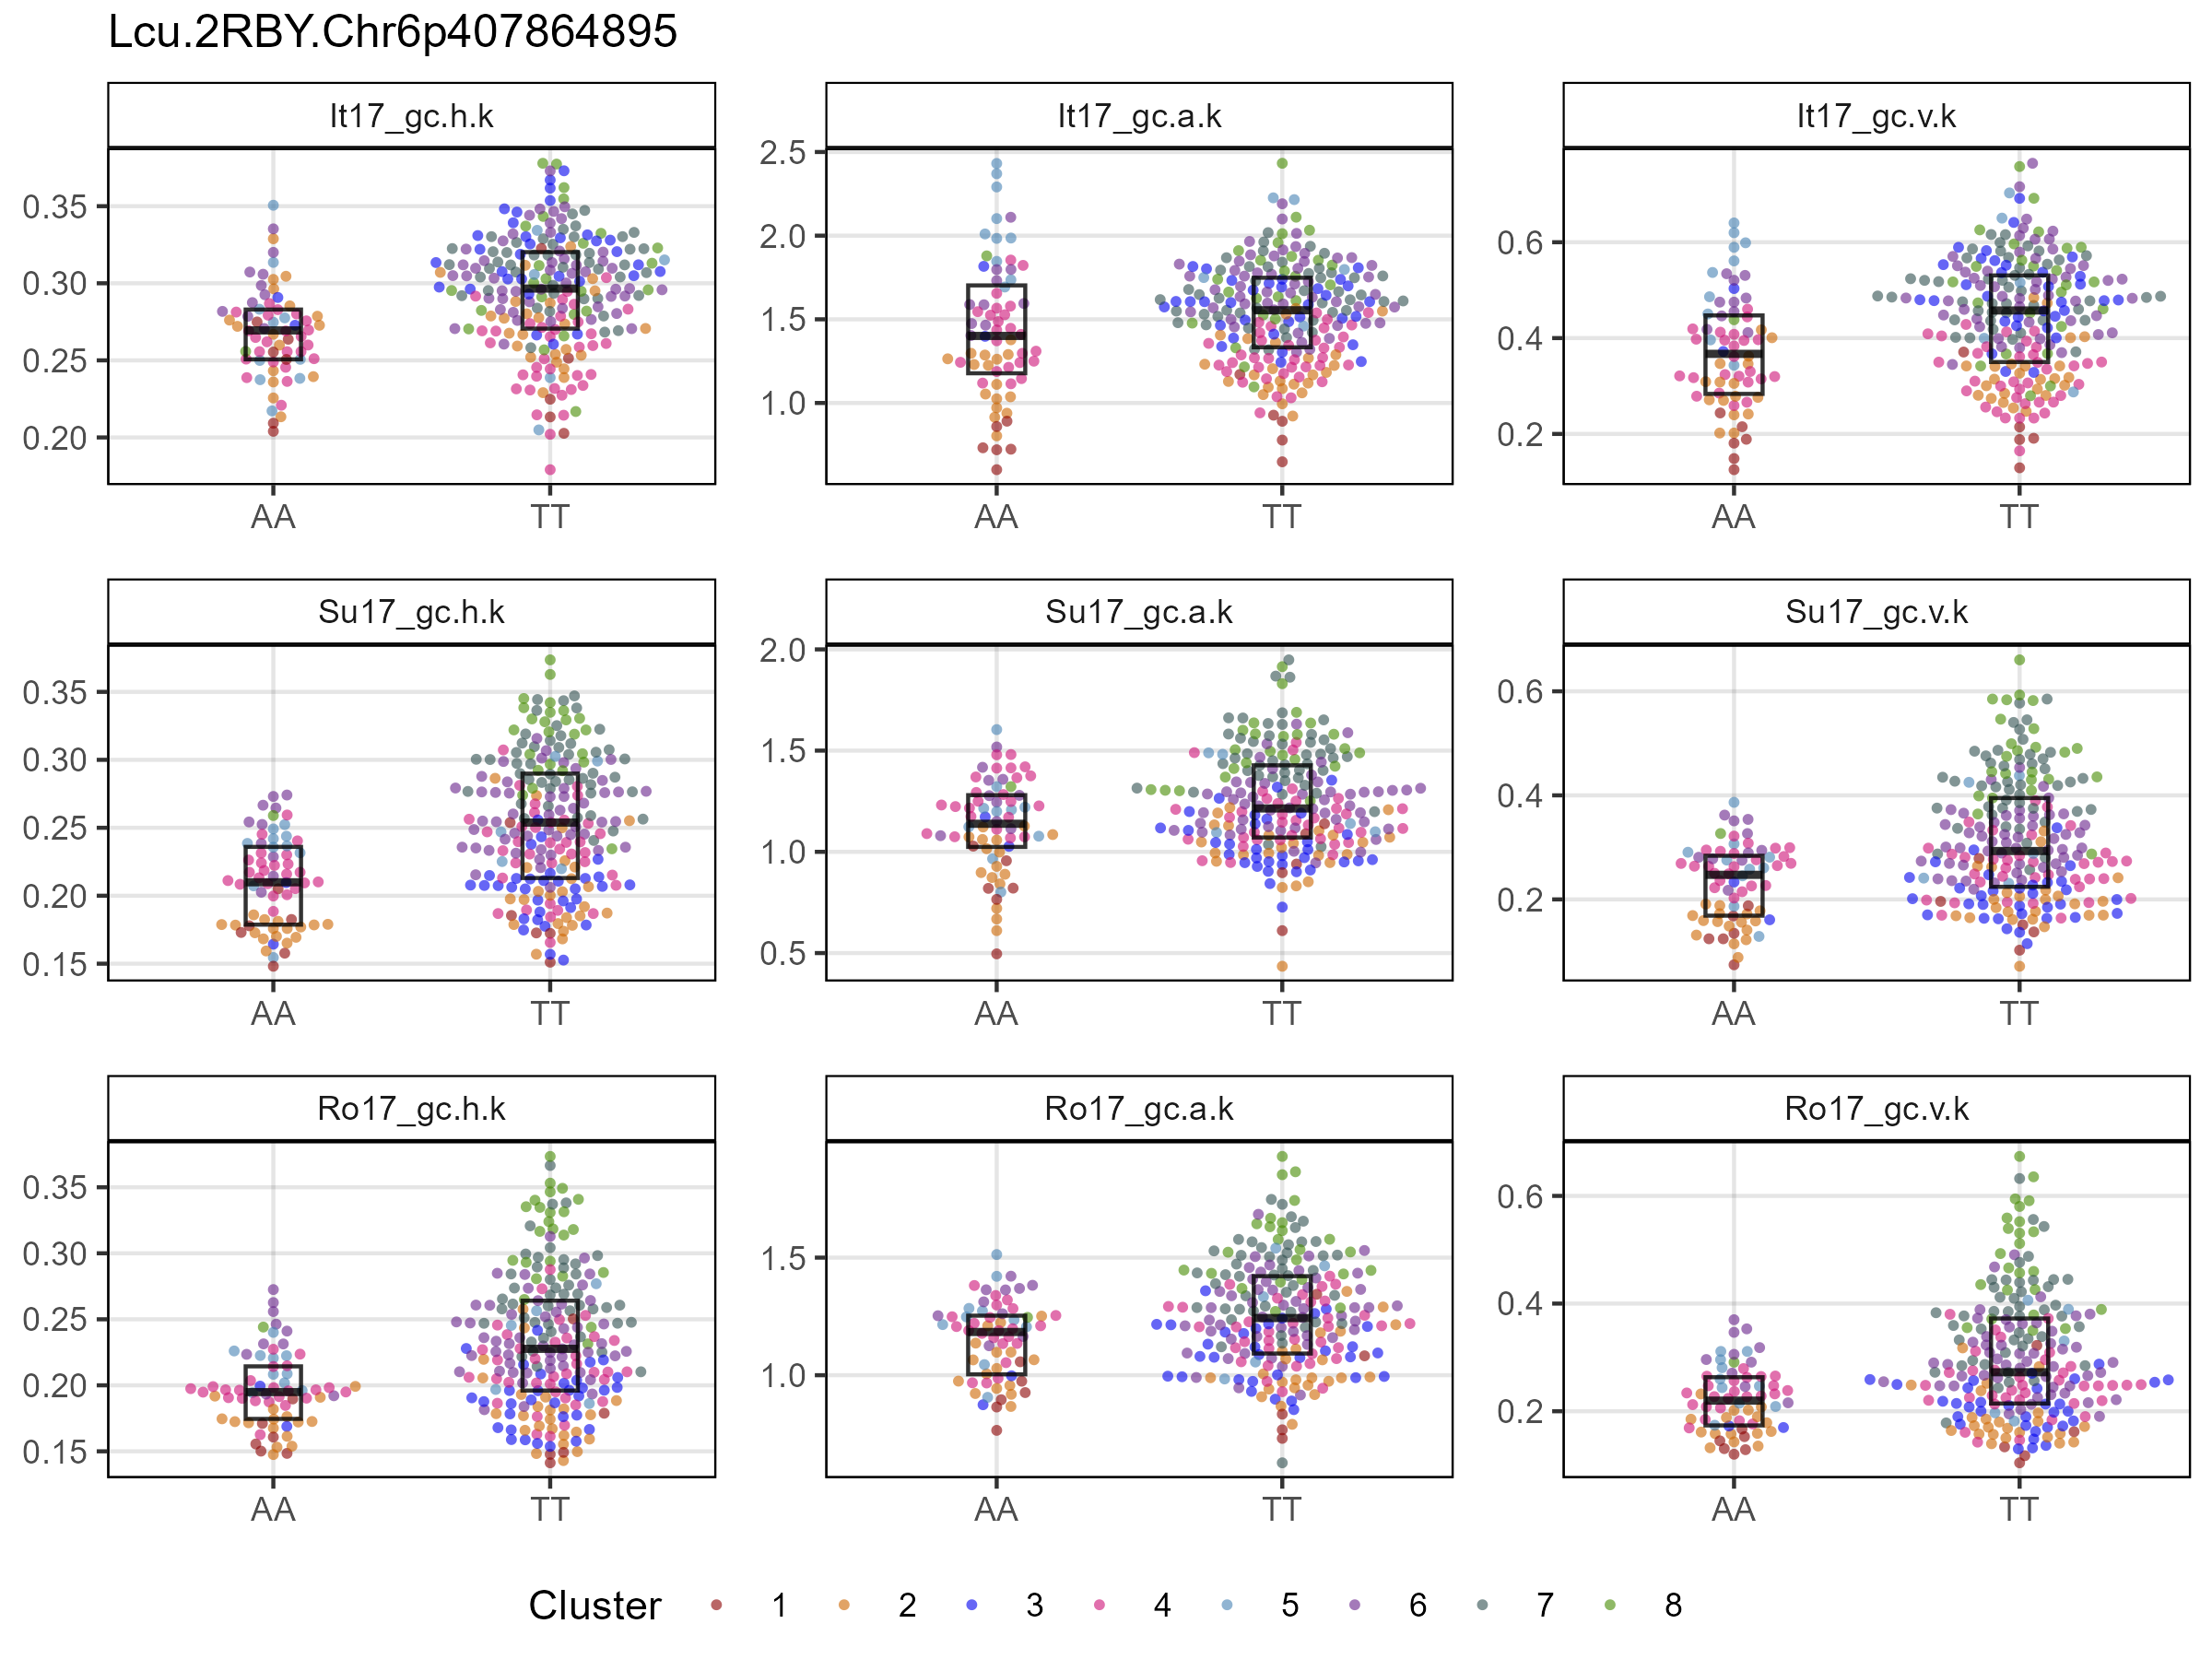 Lcu.2RBY.Chr6p407864895
It17_gc.h.k
It17_gc.a.k
It17_gc.v.k
0.35
0.30
0.25
0.20
AA TT
2.5
2.0
1.5
1.0
AA TT
0.6
0.4
0.2
AA TT
Su17_gc.h.k
Su17_gc.a.k
Su17_gc.v.k
0.35
0.30
0.25
0.20
0.15
AA TT
2.0
1.5
1.0
0.5
AA TT
0.6
0.4
0.2
AA TT
Ro17_gc.h.k
Ro17_gc.a.k
Ro17_gc.v.k
0.35
0.30
0.25
0.20
0.15
AA TT
1.5
1.0
AA TT
0.6
0.4
0.2
AA TT
Cluster 1 2 3 4 5 6 7 8